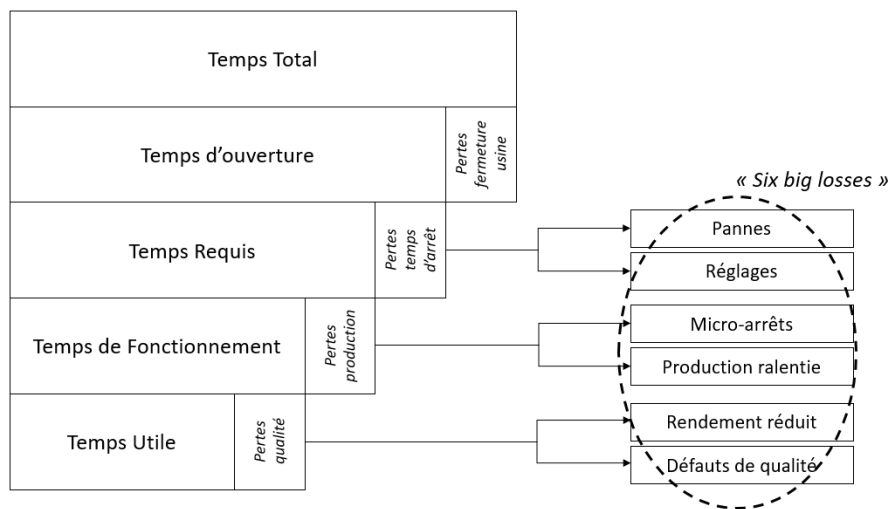 Temps Total
Temps d’ouverture
Pertes
fermeture
usine
« Six big losses »
Temps Requis
Pertes
temps
d’arrêt
Pannes
Réglages
Temps de Fonctionnement
Pertes
production
Micro-arrêts
Production ralentie
Temps Utile
Pertes
qualité
Rendement réduit
Défauts de qualité